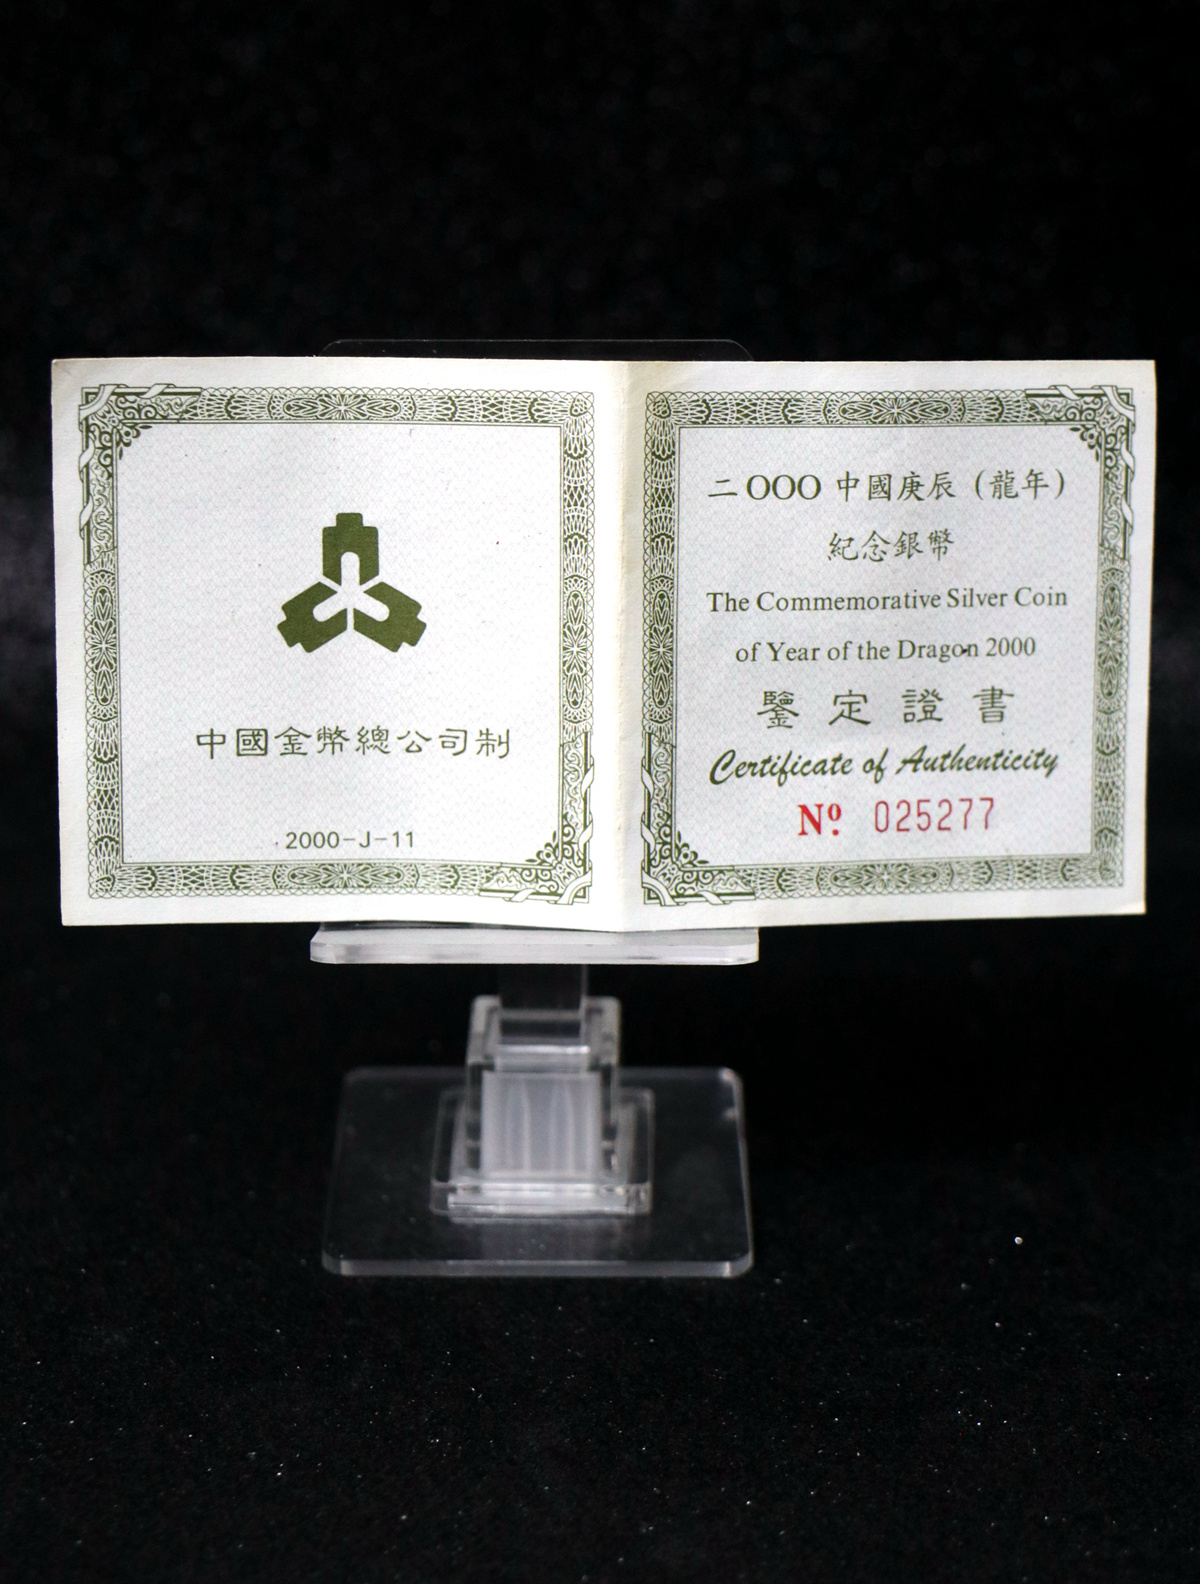 中國金幣總公司制
2000-J-11
二OOO 中國庚辰（龍年）
紀念銀幣
The Commemorative Silver Coin
of Year of the Dragon 2000
鑒定證書
Certificate of Authenticity
Nº 025277